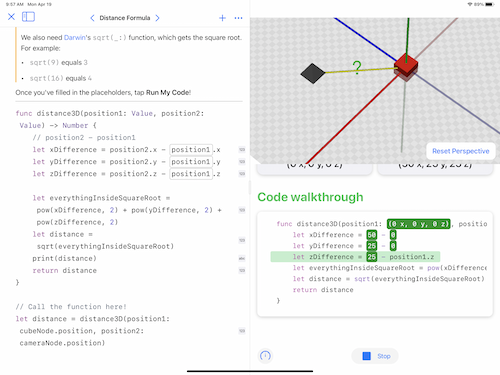 9:57 AM Mon Apr 18
88%
Distance Formula
We also need Darwin's sqrt(_:) function, which gets the square root.
For example:
• sqrt(9) equals 3
• sqrt(16) equals 4
Once you've filled in the placeholders, tap Run My Code!
func distance3D(position1: Value, position2:
Value) -> Number {
// position2 - position1
let xDifference = position2.x - position1.x
let yDifference = position2.y - position1.y
let zDifference = position2.z - position1.z
let everythingInsideSquareRoot =
pow(xDifference, 2) + pow(yDifference, 2) +
pow(zDifference, 2)
let distance =
sqrt(everythingInsideSquareRoot)
print(distance)
return distance
}
// Call the function here!
let distance = distance3D(position1:
cubeNode.position, position2:
cameraNode.position)
?
Reset Perspective
(0 x, 0 y, 0 z)
(50 x, 25 y, 25 z)
Code walkthrough
func distance3D(position1: (0 x, 0 y, 0 z), positio
let xDifference = 50 - 0
let yDifference = 25 - 0
let zDifference = 25 - position1.z
let everythingInsideSquareRoot = pow(xDifference
let distance = sqrt(everythingInsideSquareRoot)
return distance
}
Stop